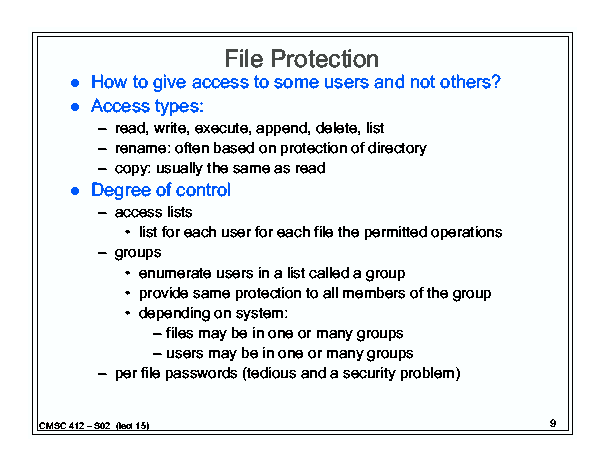 File Protection
● How to give access to some users and not others?
● Access types:
– read, write, execute, append, delete, list
– rename: often based on protection of directory
– copy: usually the same as read
● Degree of control
– access lists
• list for each user for each file the permitted operations
– groups
• enumerate users in a list called a group
• provide same protection to all members of the group
• depending on system:
– files may be in one or many groups
– users may be in one or many groups
– per file passwords (tedious and a security problem)
CMSC 412 – S02 (lect 15)
9